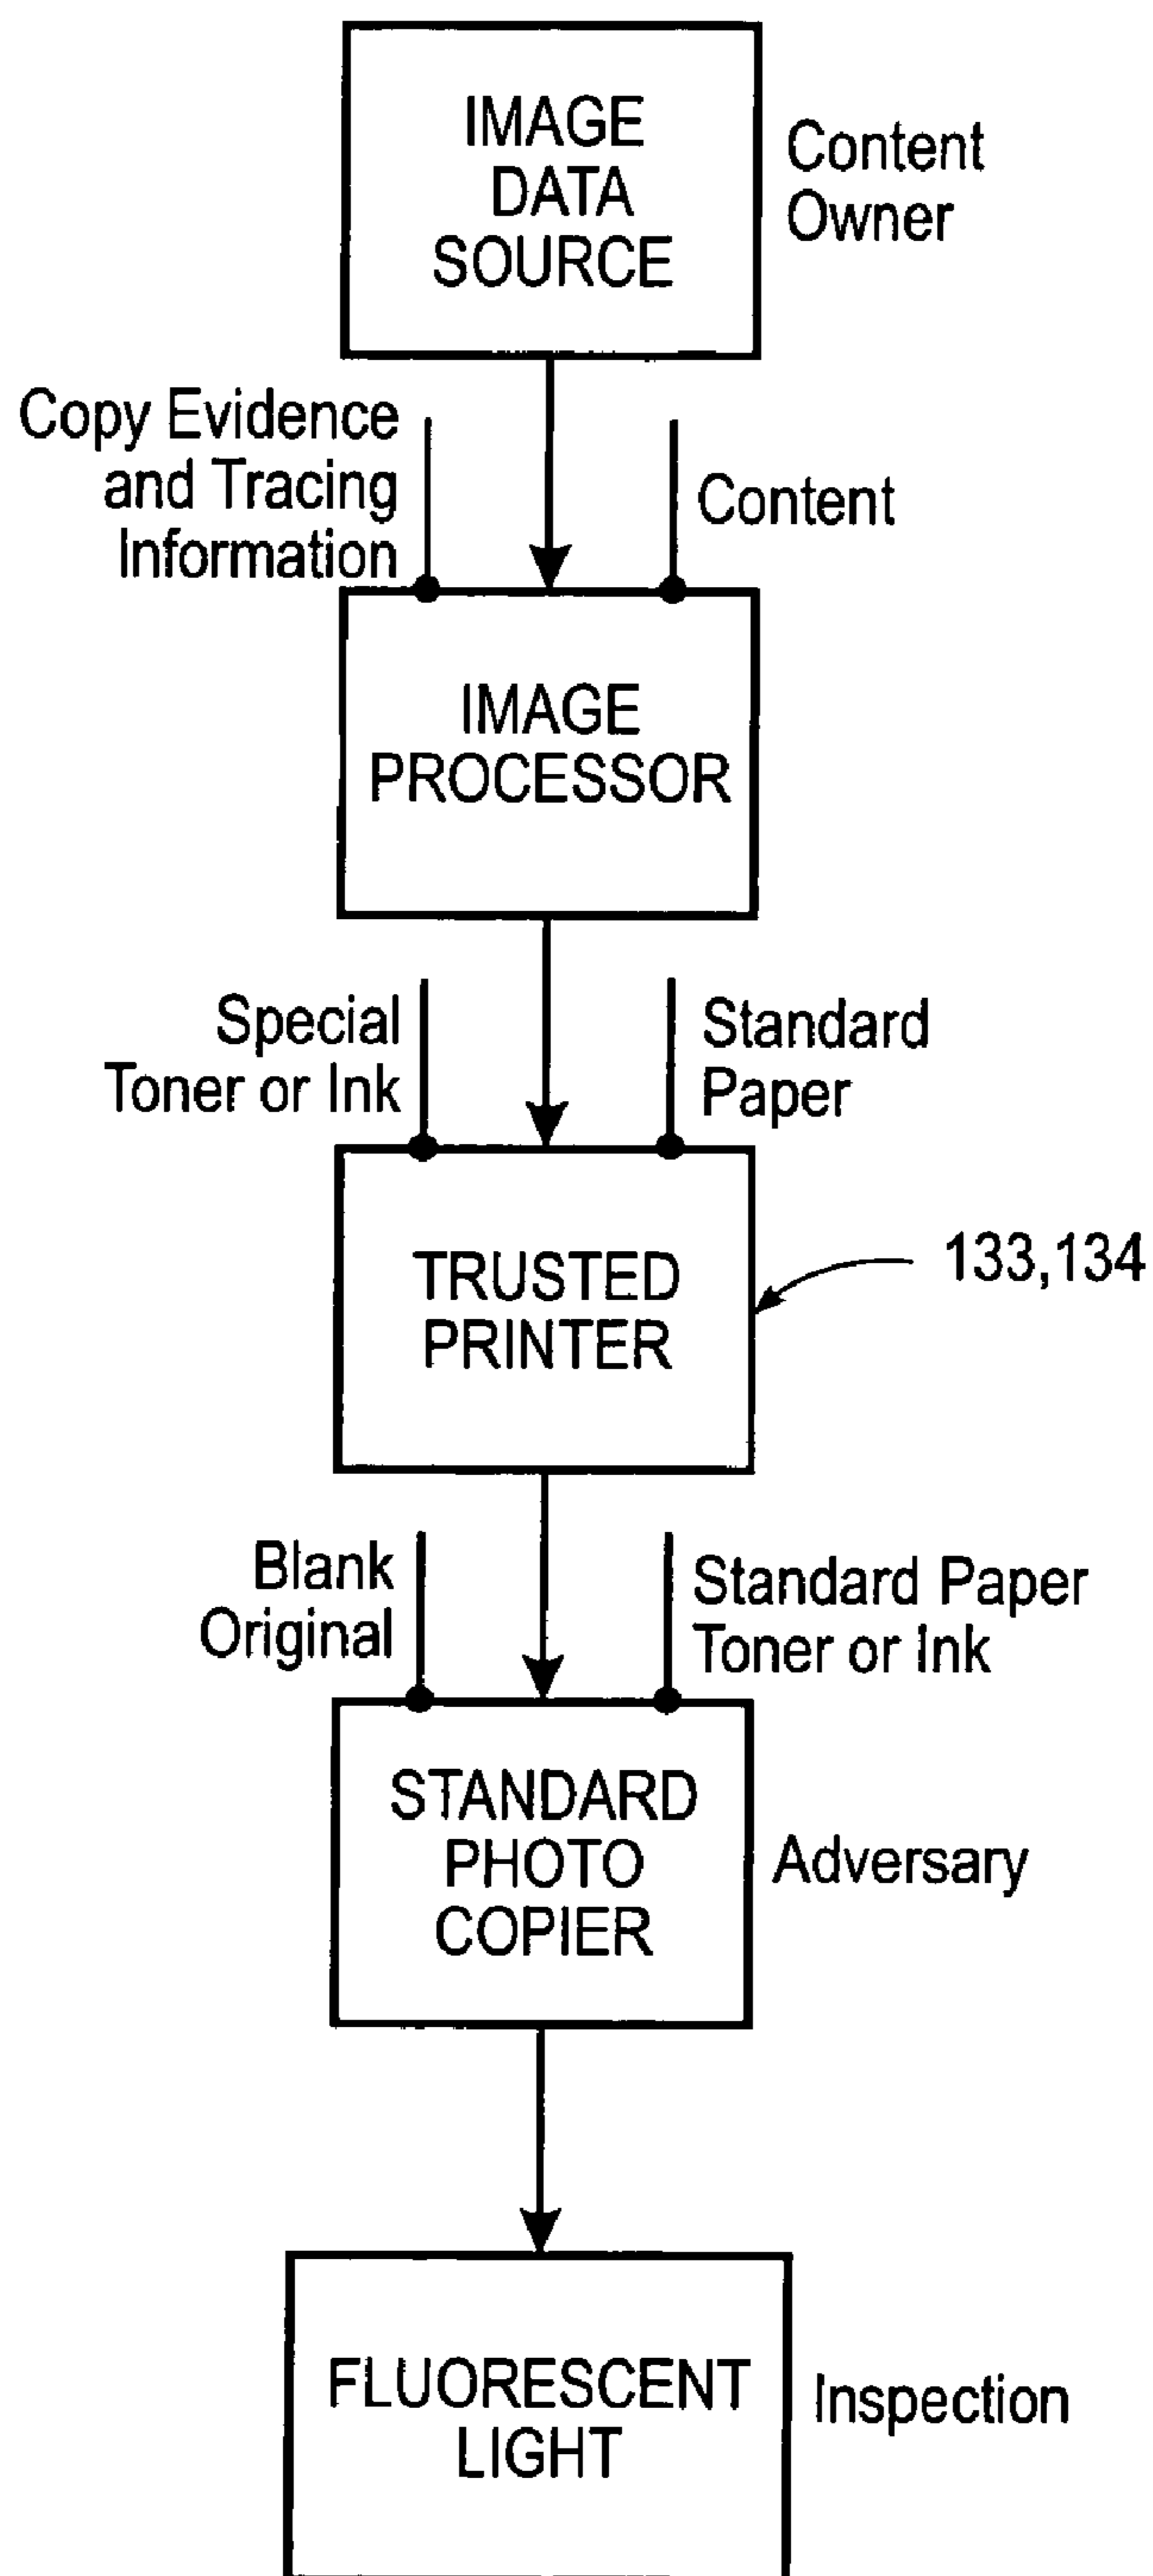 IMAGE
DATA
SOURCE
Content
Owner
Copy Evidence
and Tracing
Information
Content
IMAGE
PROCESSOR
Special
Toner or Ink
Standard
Paper
TRUSTED
PRINTER
133,134
Blank
Original
Standard Paper
Toner or Ink
STANDARD
PHOTO
COPIER
Adversary
FLUORESCENT
LIGHT
Inspection